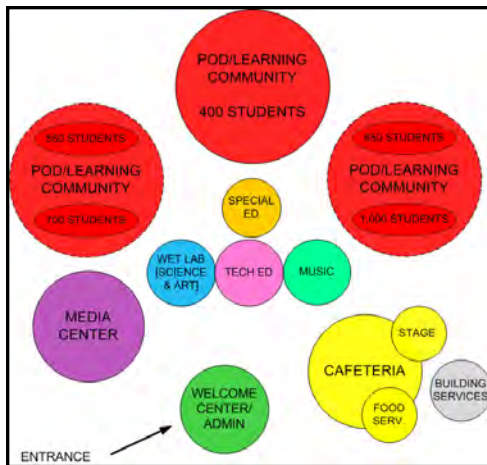 POD/LEARNING
COMMUNITY
400 STUDENTS
550 STUDENTS
POD/LEARNING
COMMUNITY
700 STUDENTS
850 STUDENTS
POD/LEARNING
COMMUNITY
1,000 STUDENTS
SPECIAL
ED
WET LAB
[SCIENCE
& ART]
TECH ED
MUSIC
MEDIA
CENTER
STAGE
CAFETERIA
FOOD
SERV.
BUILDING
SERVICES
WELCOME
CENTER/
ADMIN
ENTRANCE